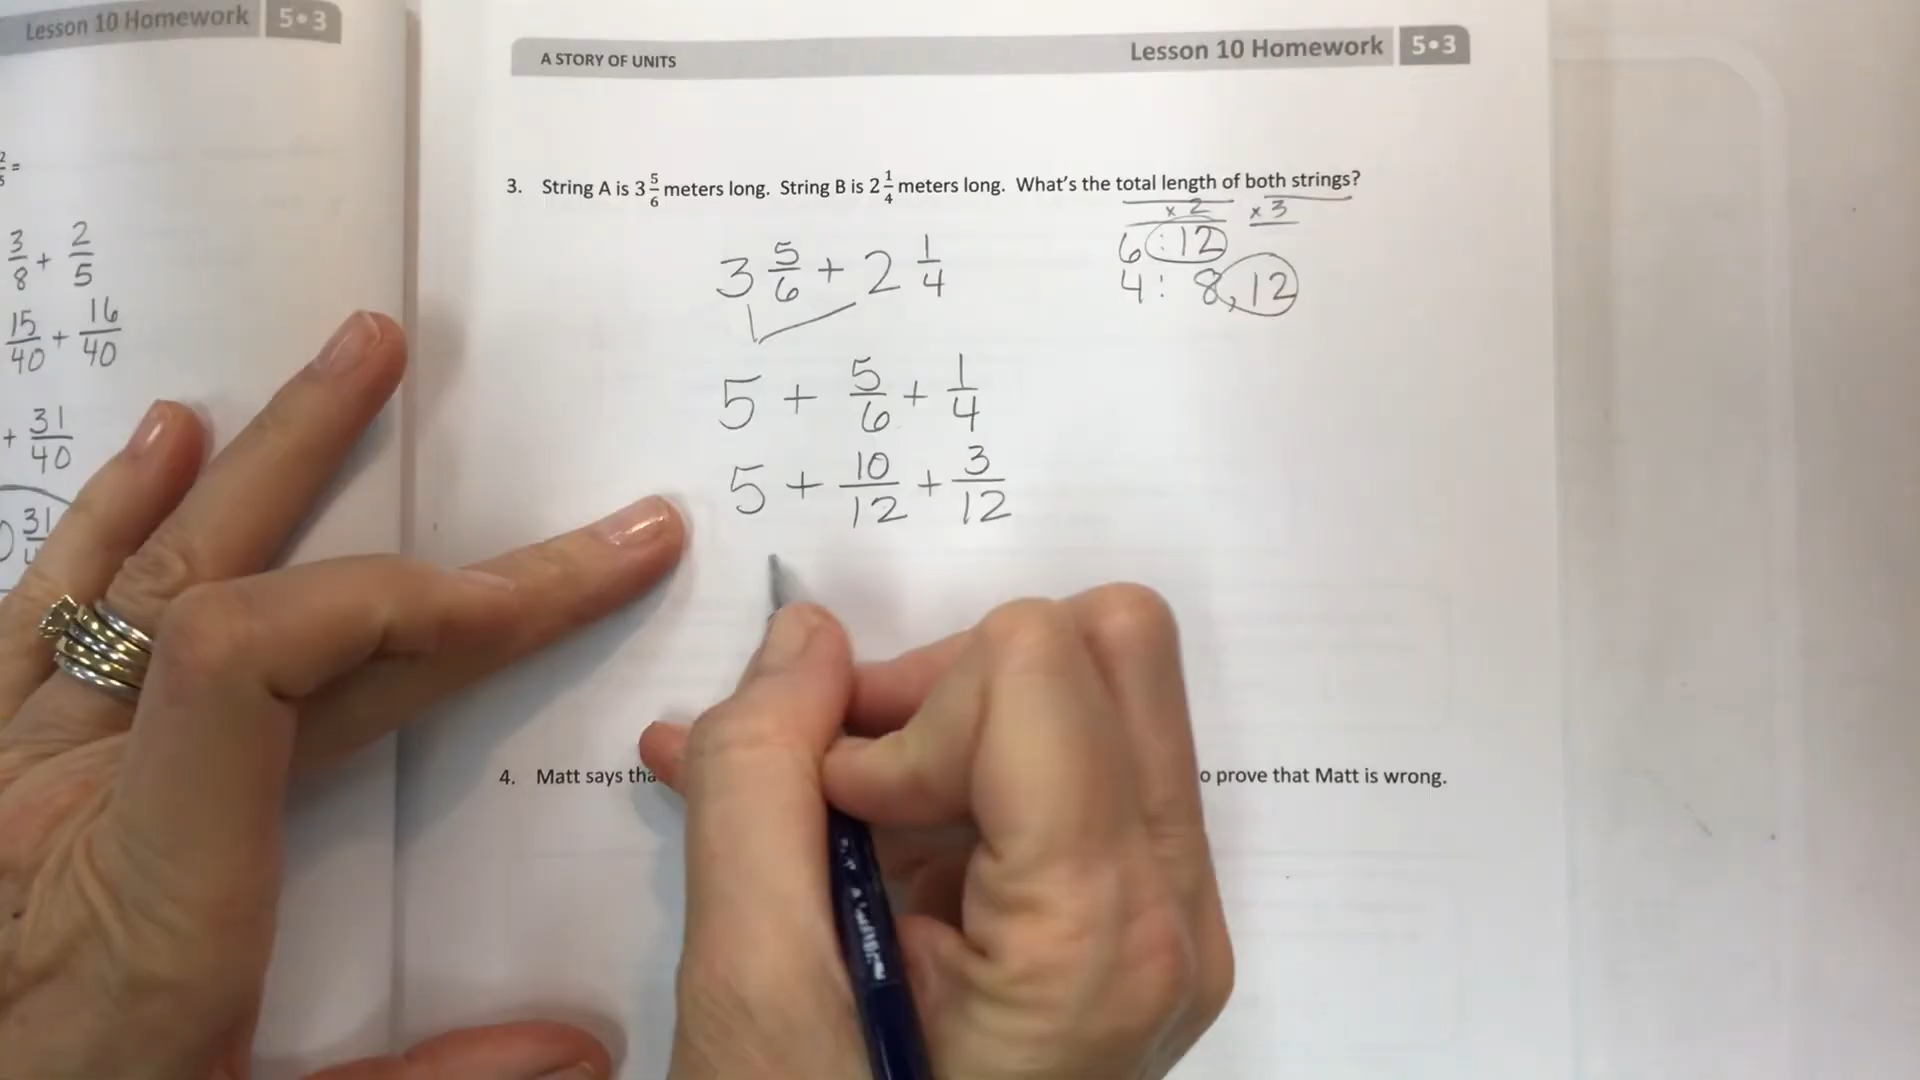 Lesson 10 Homework 5•3
2/5 =
3/8 + 2/5
15/40 + 16/40
+ 31/40
31
A STORY OF UNITS Lesson 10 Homework 5•3
3. String A is 3 5/6 meters long. String B is 2 1/4 meters long. What's the total length of both strings?
x 2 x 3
6 : 12
4 : 8, 12
3 5/6 + 2 1/4
5 + 5/6 + 1/4
5 + 10/12 + 3/12
4. Matt says o prove that Matt is wrong.